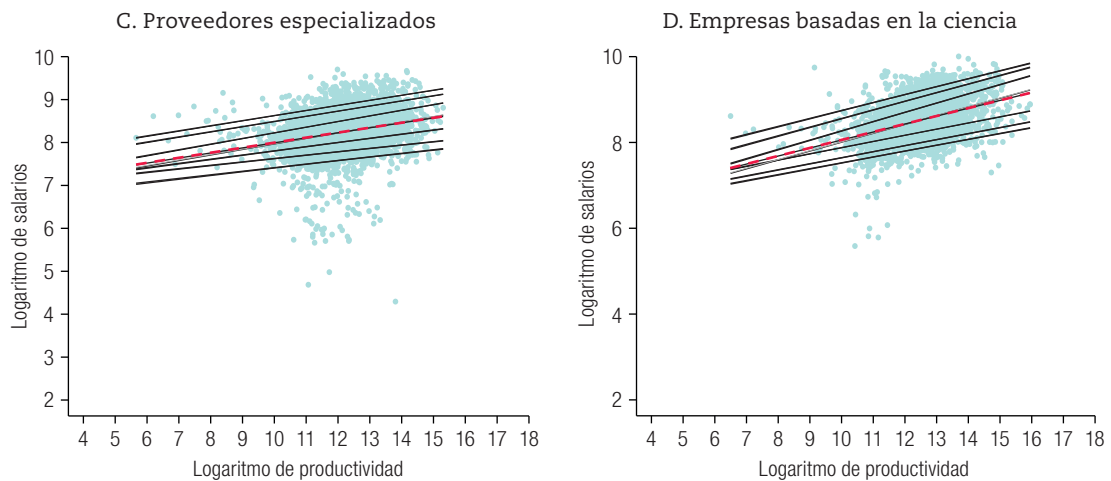 C. Proveedores especializados
10
9
8
7
6
5
4
3
2
Logaritmo de salarios
4 5 6 7 8 9 10 11 12 13 14 15 16 17 18
Logaritmo de productividad
D. Empresas basadas en la ciencia
10
8
6
4
2
Logaritmo de salarios
4 5 6 7 8 9 10 11 12 13 14 15 16 17 18
Logaritmo de productividad